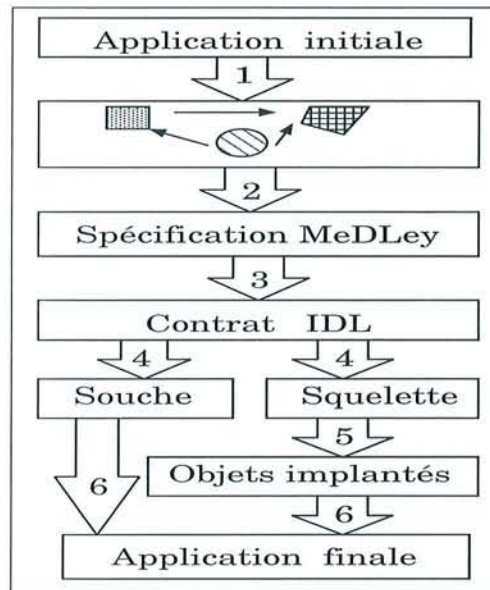 Application initiale
1
2
Spécification MeDLey
3
Contrat IDL
4 4
Souche Squelette
5
6
Objets implantés
6
Application finale